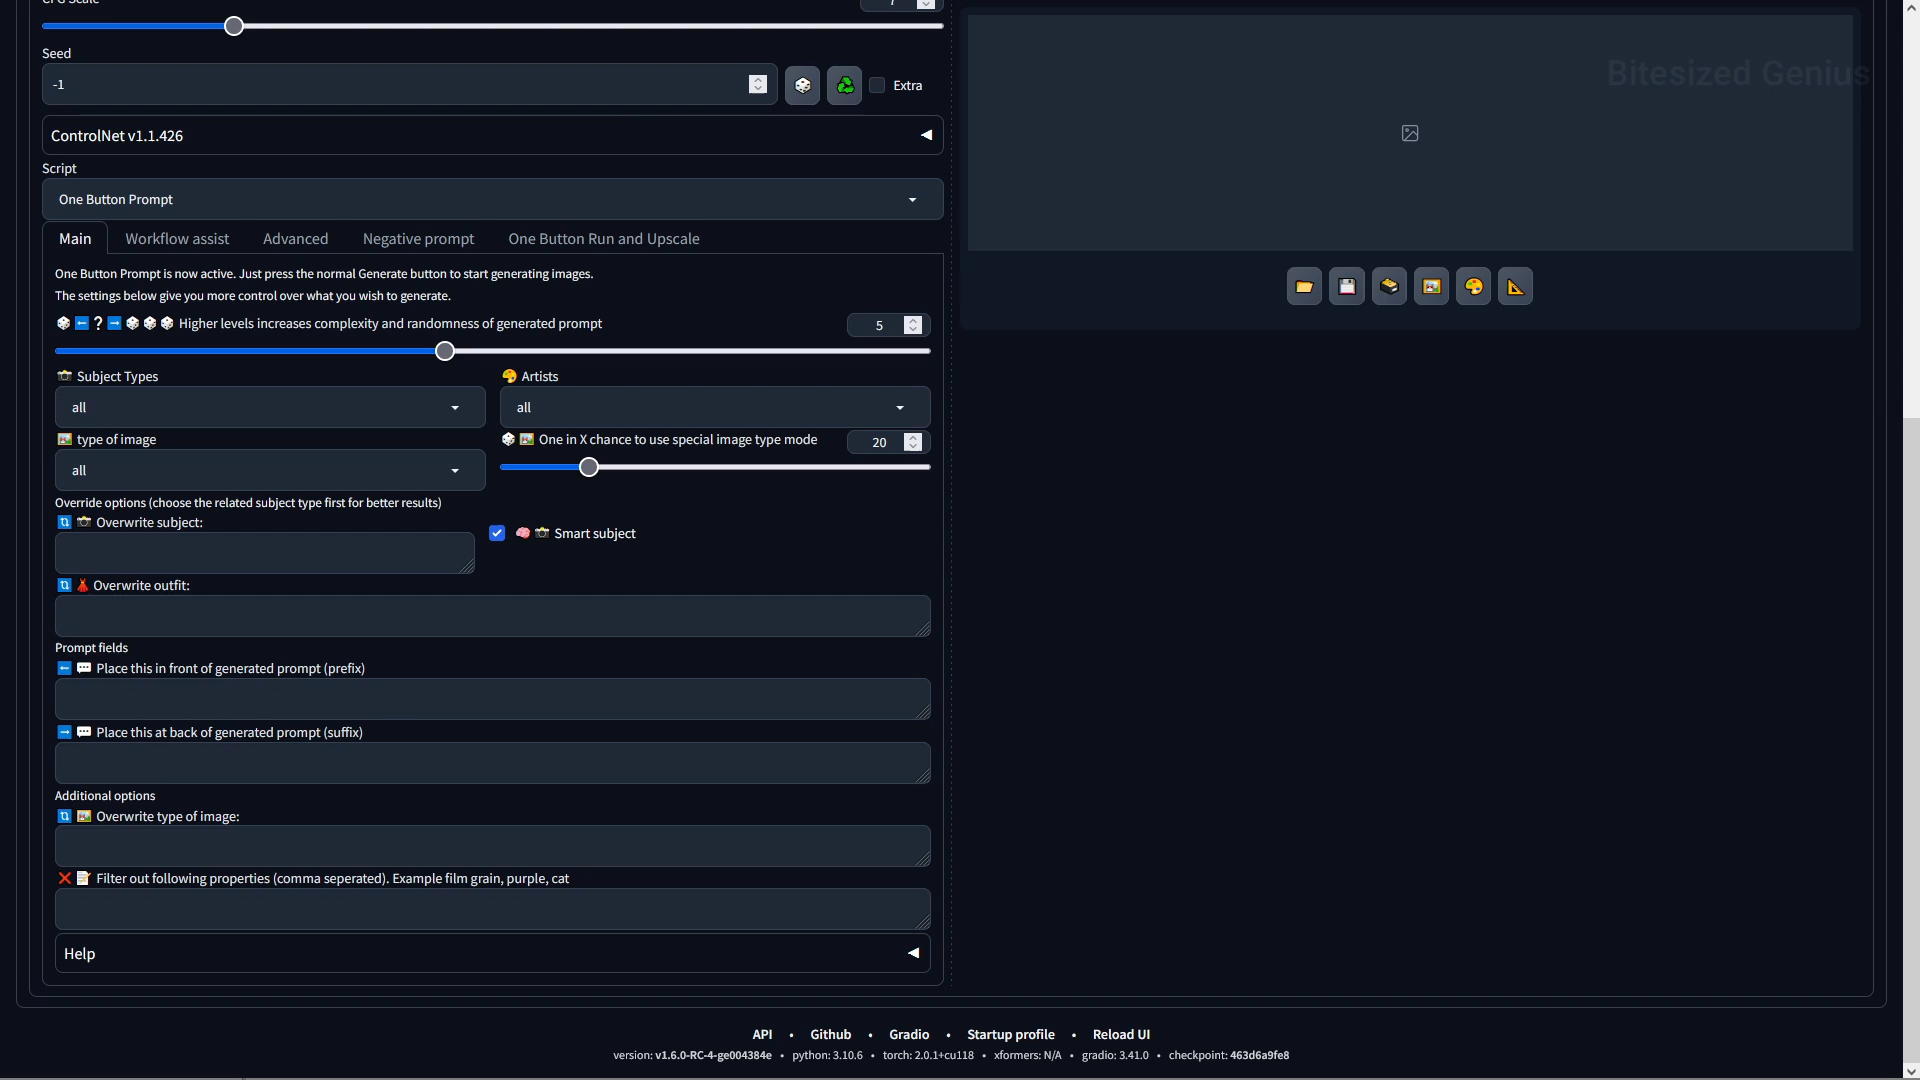 CFG Scale
7
Seed
-1
Extra
ControlNet v1.1.426
Script
One Button Prompt
Main
Workflow assist
Advanced
Negative prompt
One Button Run and Upscale
One Button Prompt is now active. Just press the normal Generate button to start generating images.
The settings below give you more control over what you wish to generate.
Higher levels increases complexity and randomness of generated prompt
5
Subject Types
Artists
all
all
type of image
One in X chance to use special image type mode
20
all
Override options (choose the related subject type first for better results)
Overwrite subject:
Smart subject
Overwrite outfit:
Prompt fields
Place this in front of generated prompt (prefix)
Place this at back of generated prompt (suffix)
Additional options
Overwrite type of image:
Filter out following properties (comma seperated). Example film grain, purple, cat
Help
Bitesized Genius
API • Github • Gradio • Startup profile • Reload UI
version: v1.6.0-RC-4-ge004384e • python: 3.10.6 • torch: 2.0.1+cu118 • xformers: N/A • gradio: 3.41.0 • checkpoint: 463d6a9fe8